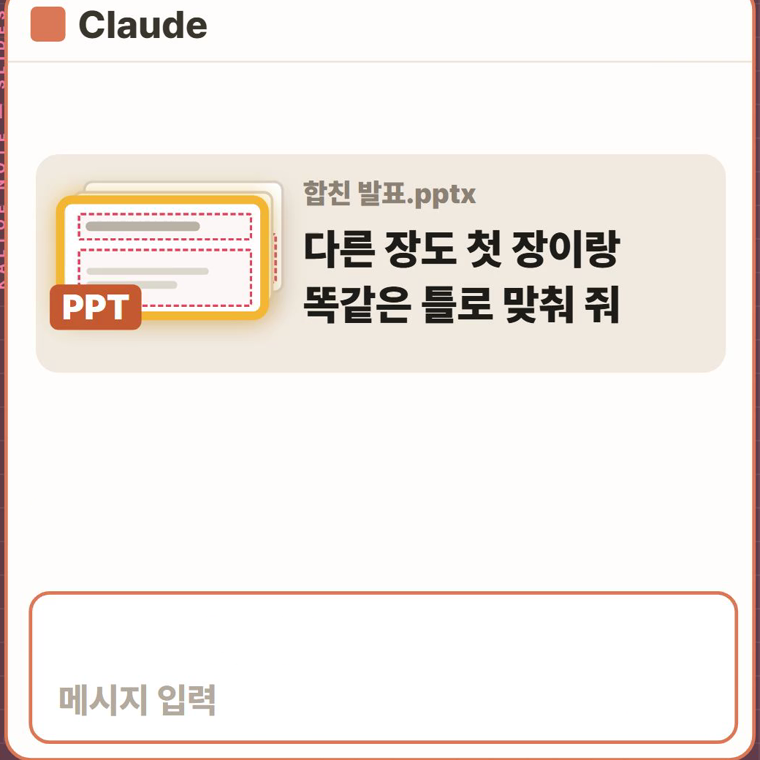 Claude
합친 발표.pptx
다른 장도 첫 장이랑
똑같은 틀로 맞춰 줘
PPT
메시지 입력